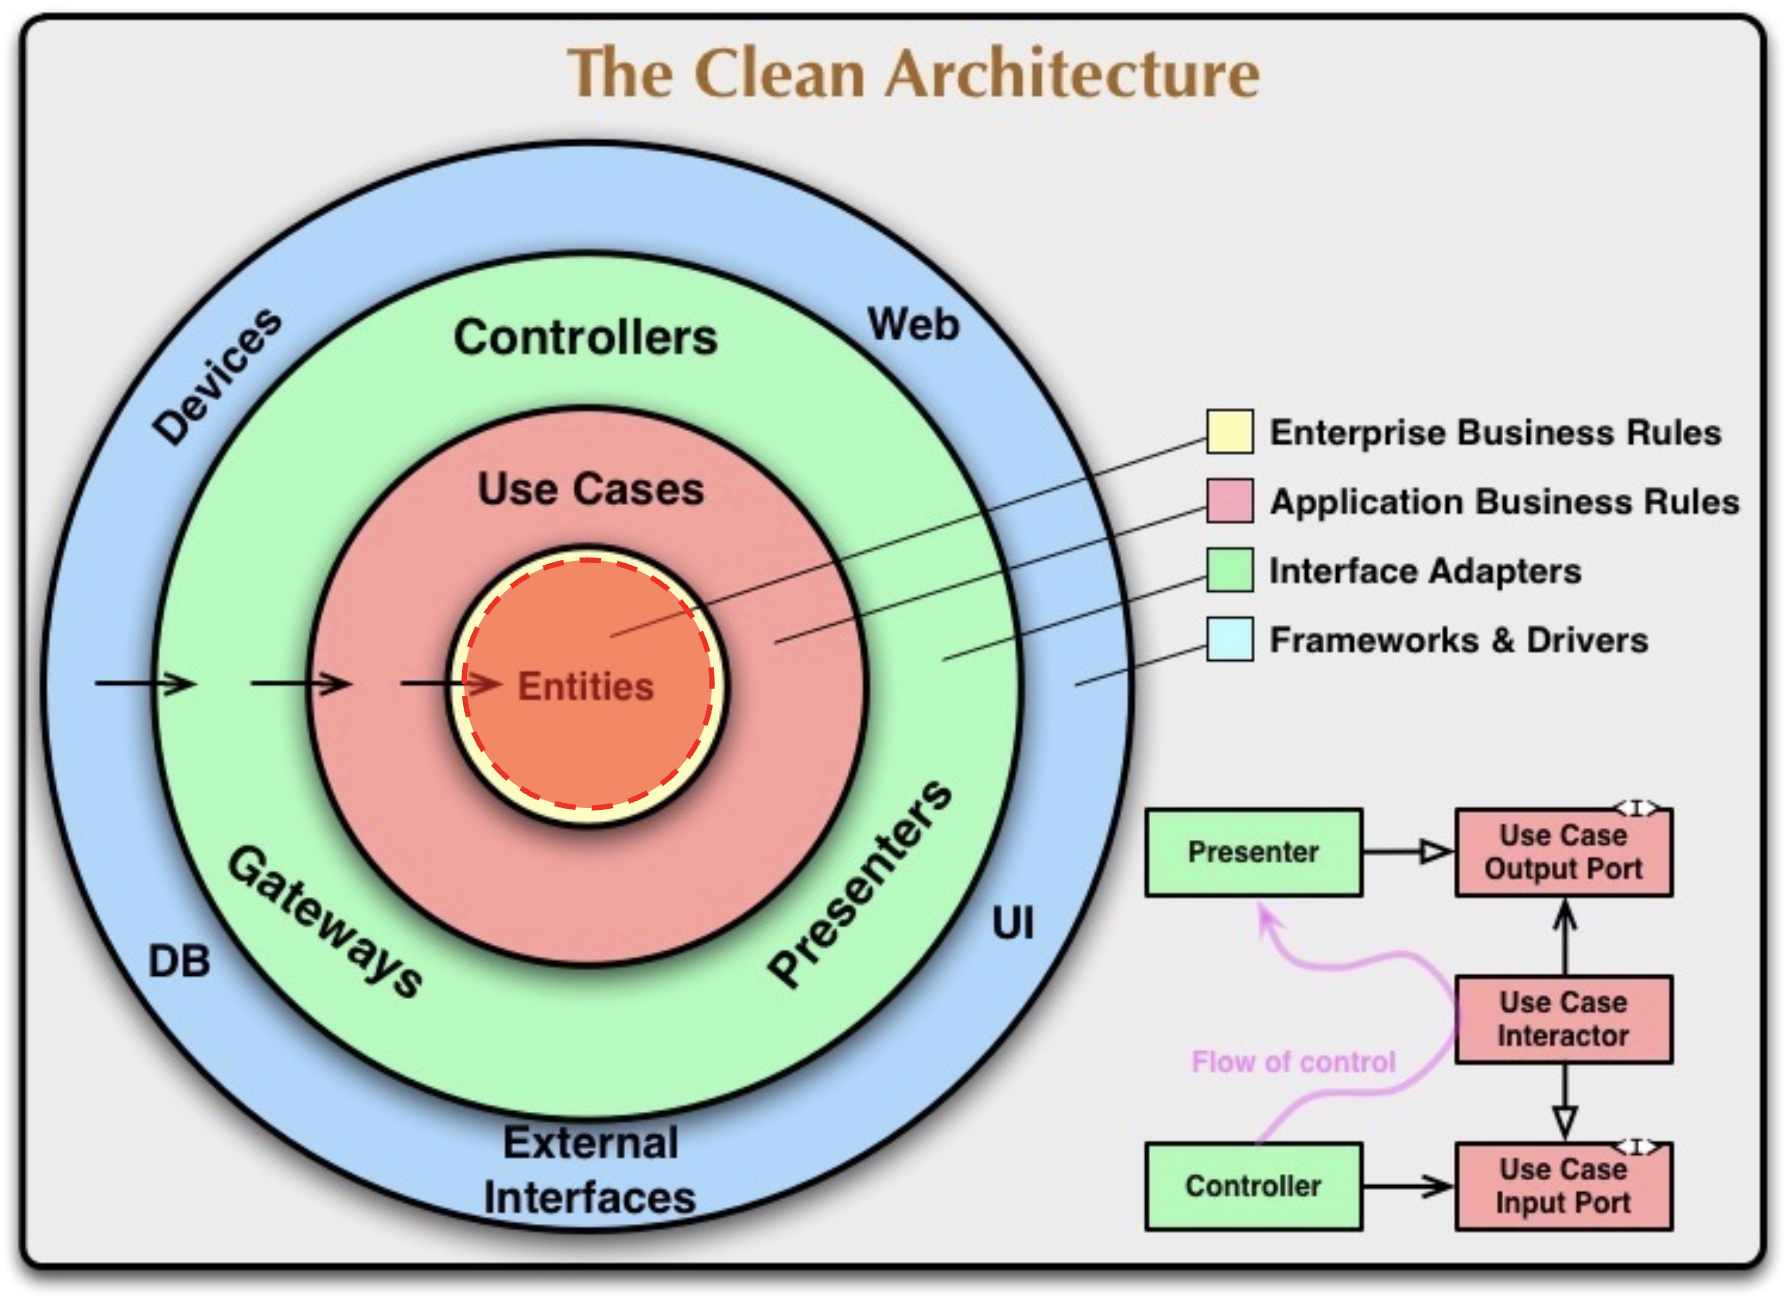 The Clean Architecture
Devices
Controllers
Web
Use Cases
Entities
Gateways
Presenters
DB
UI
External
Interfaces
Enterprise Business Rules
Application Business Rules
Interface Adapters
Frameworks & Drivers
Presenter
<I>
Use Case
Output Port
Use Case
Interactor
Flow of control
Controller
<I>
Use Case
Input Port